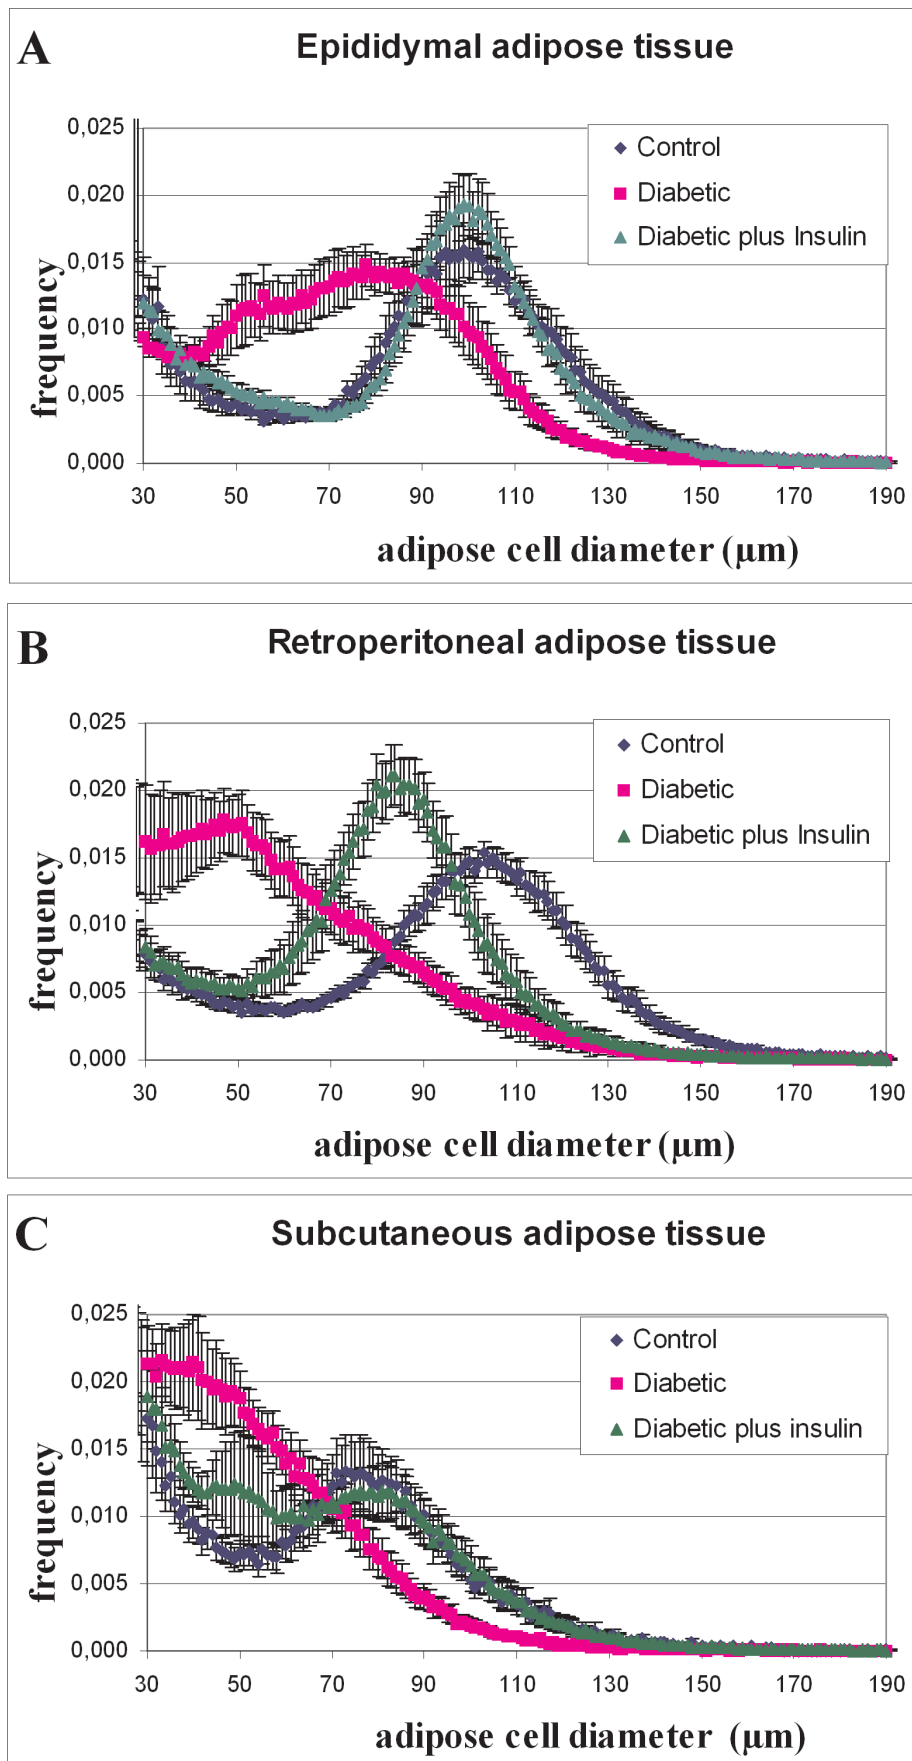 A
Epididymal adipose tissue
0,025
0,020
0,015
0,010
0,005
0,000
frequency
Control
Diabetic
Diabetic plus Insulin
30 50 70 90 110 130 150 170 190
adipose cell diameter (µm)
B
Retroperitoneal adipose tissue
0,025
0,020
0,015
0,010
0,005
0,000
frequency
Control
Diabetic
Diabetic plus Insulin
30 50 70 90 110 130 150 170 190
adipose cell diameter (µm)
C
Subcutaneous adipose tissue
0,025
0,020
0,015
0,010
0,005
0,000
frequency
Control
Diabetic
Diabetic plus insulin
30 50 70 90 110 130 150 170 190
adipose cell diameter (µm)